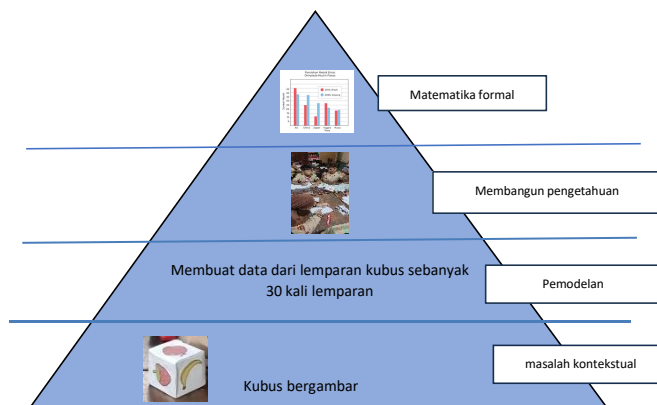 Matematika formal
Membangun pengetahuan
Membuat data dari lemparan kubus sebanyak
30 kali lemparan
Pemodelan
masalah kontekstual
Kubus bergambar